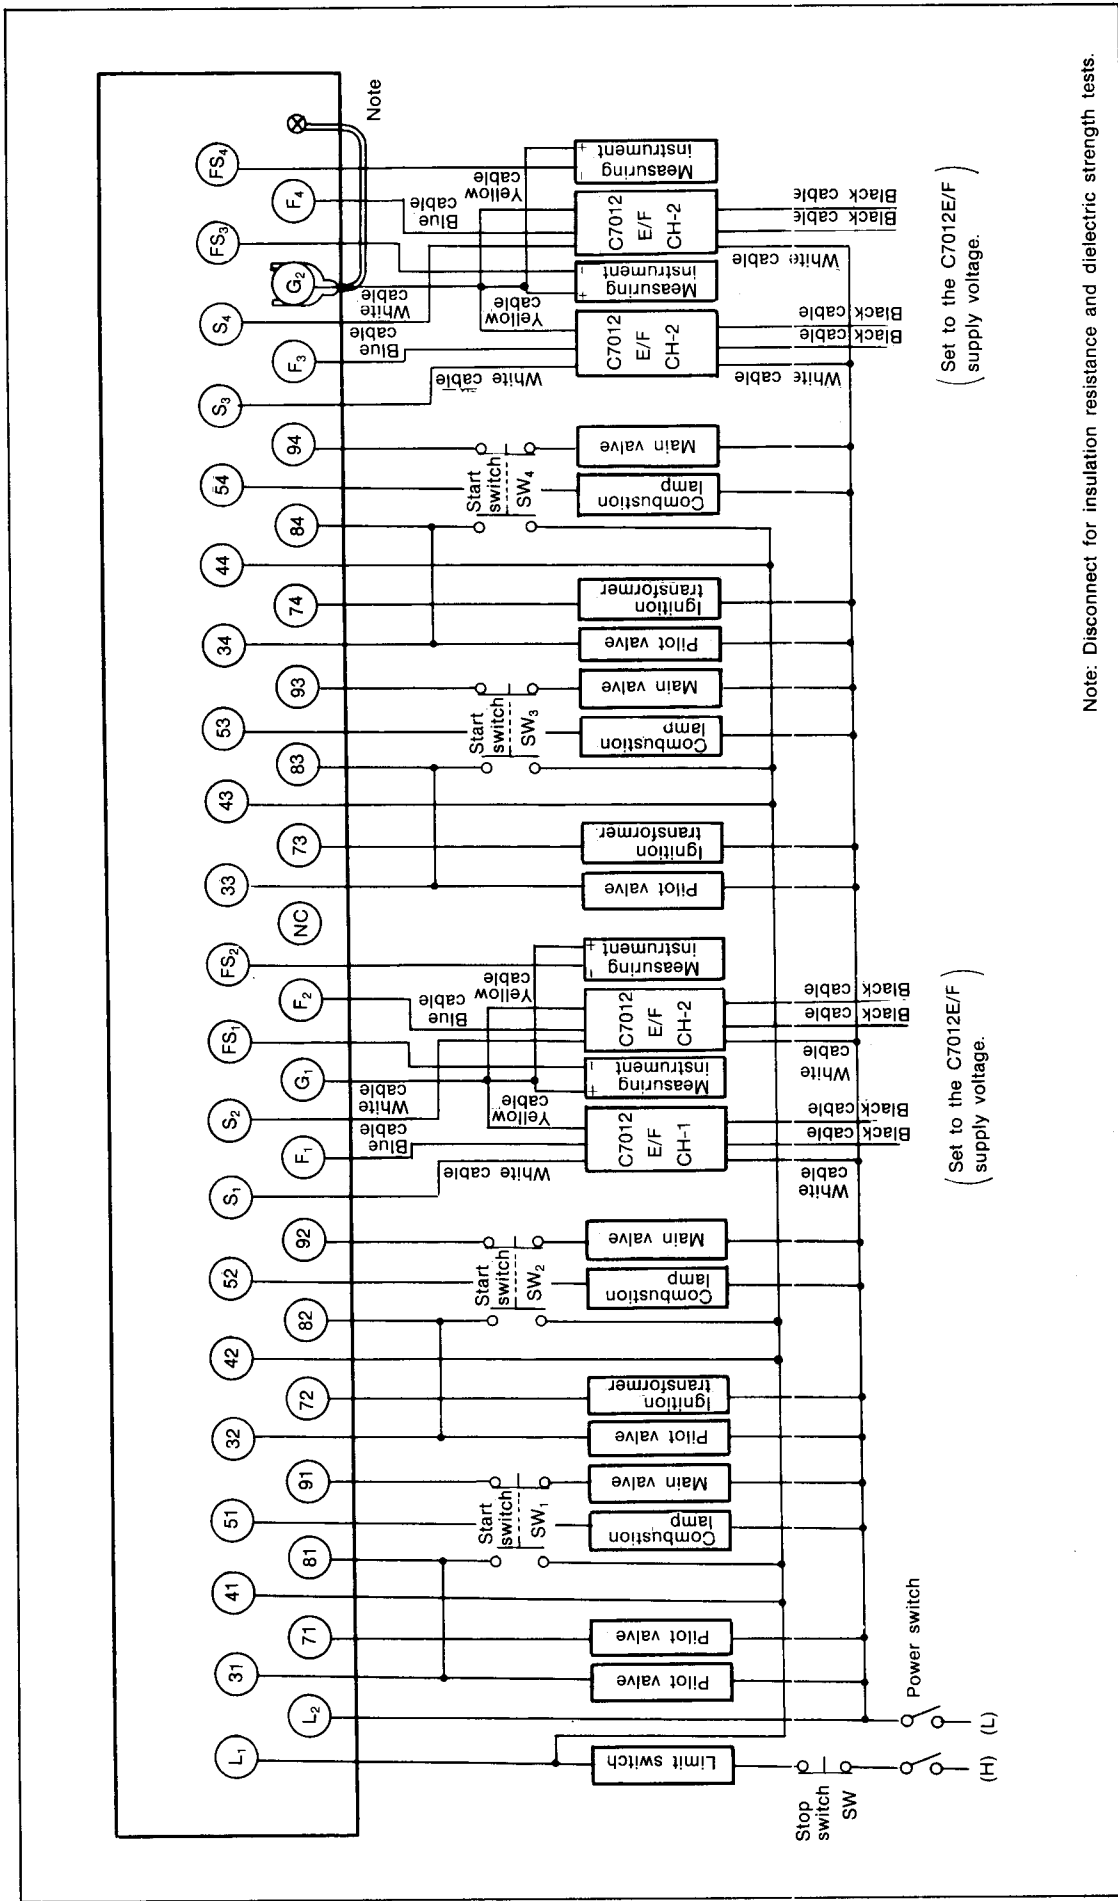 L1 31 41 51 32 42 52 S1 S2 FS1 FS2 33 43 53 34 44 54 S3 S4 FS3 FS4
L2 71 81 91 72 82 92 F1 G1 F2 NC 73 83 93 74 84 94 F3 G2 F4
Note
Limit switch
Stop
switch
SW
(H)
(L)
Power switch
Pilot valve
Pilot valve
Start
switch
SW1
Combustion
lamp
Main valve
Pilot valve
Ignition
transformer
Start
switch
SW2
Combustion
lamp
Main valve
White cable
Blue
cable
White
cable
Yellow
cable
C7012
E/F
CH-1
White
cable
Black cable
Black cable
- +
Measuring
instrument
Blue
cable
Yellow
cable
C7012
E/F
CH-2
White
cable
Black cable
Black cable
- +
Measuring
instrument
(Set to the C7012E/F
supply voltage.)
Pilot valve
Ignition
transformer
Start
switch
SW3
Combustion
lamp
Main valve
Pilot valve
Ignition
transformer
Start
switch
SW4
Combustion
lamp
Main valve
White cable
Blue
cable
White
cable
Yellow
cable
C7012
E/F
CH-2
White cable
Black cable
Black cable
+ -
Measuring
instrument
Blue
cable
Yellow
cable
C7012
E/F
CH-2
White cable
Black cable
Black cable
- +
Measuring
instrument
(Set to the C7012E/F
supply voltage.)
Note: Disconnect for insulation resistance and dielectric strength tests.